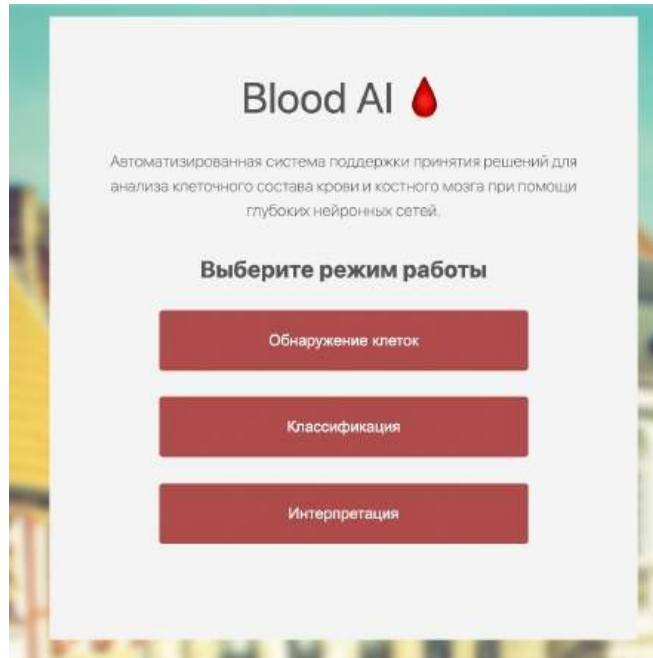 Blood AI
Автоматизированная система поддержки принятия решений для
анализа клеточного состава крови и костного мозга при помощи
глубоких нейронных сетей.
Выберите режим работы
Обнаружение клеток
Классификация
Интерпретация